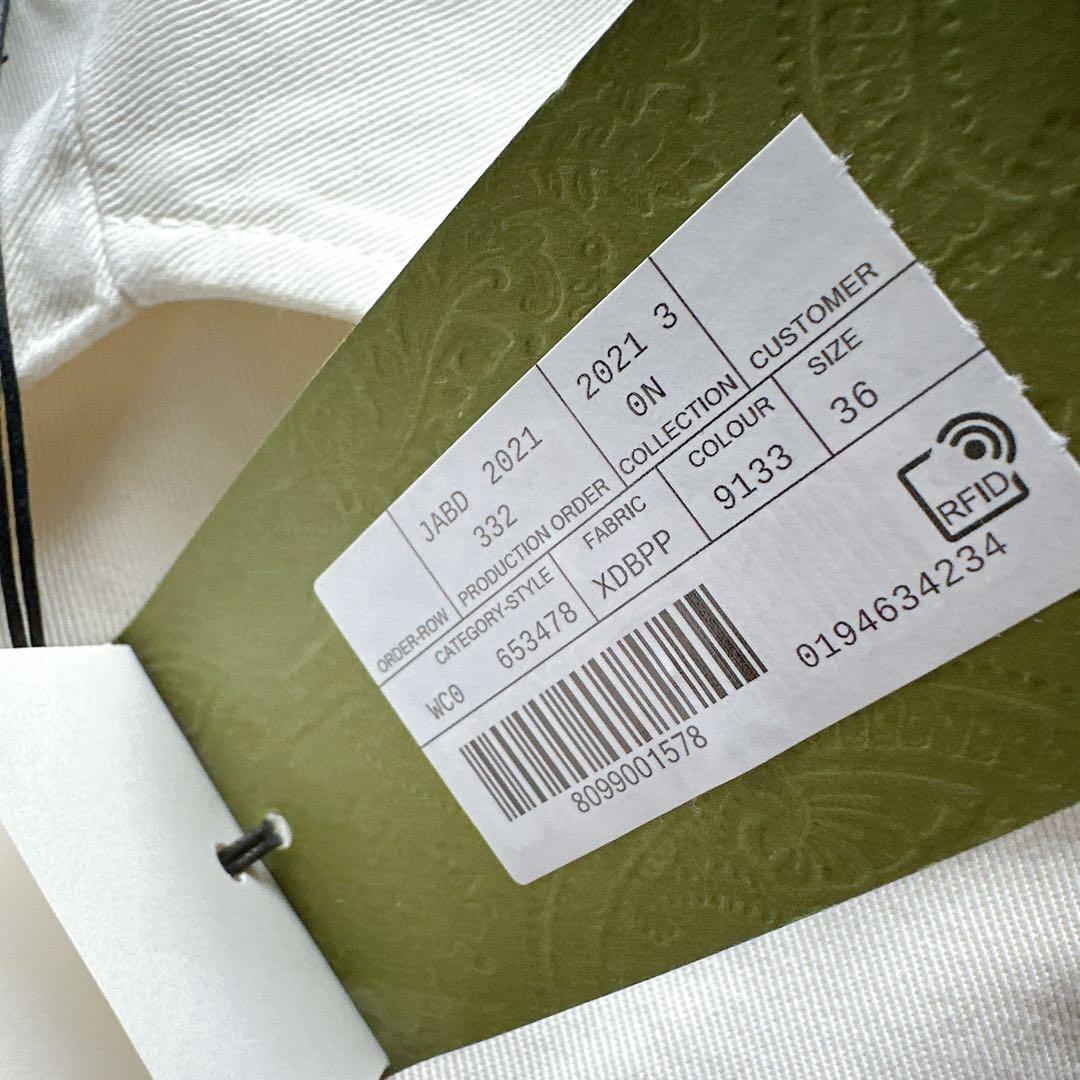 JABD 2021
332
2021 3
0N
ORDER-ROW PRODUCTION ORDER COLLECTION CUSTOMER
CATEGORY-STYLE FABRIC COLOUR SIZE
WC0 653478 XDBPP 9133 36
RFID
8099001578 0194634234